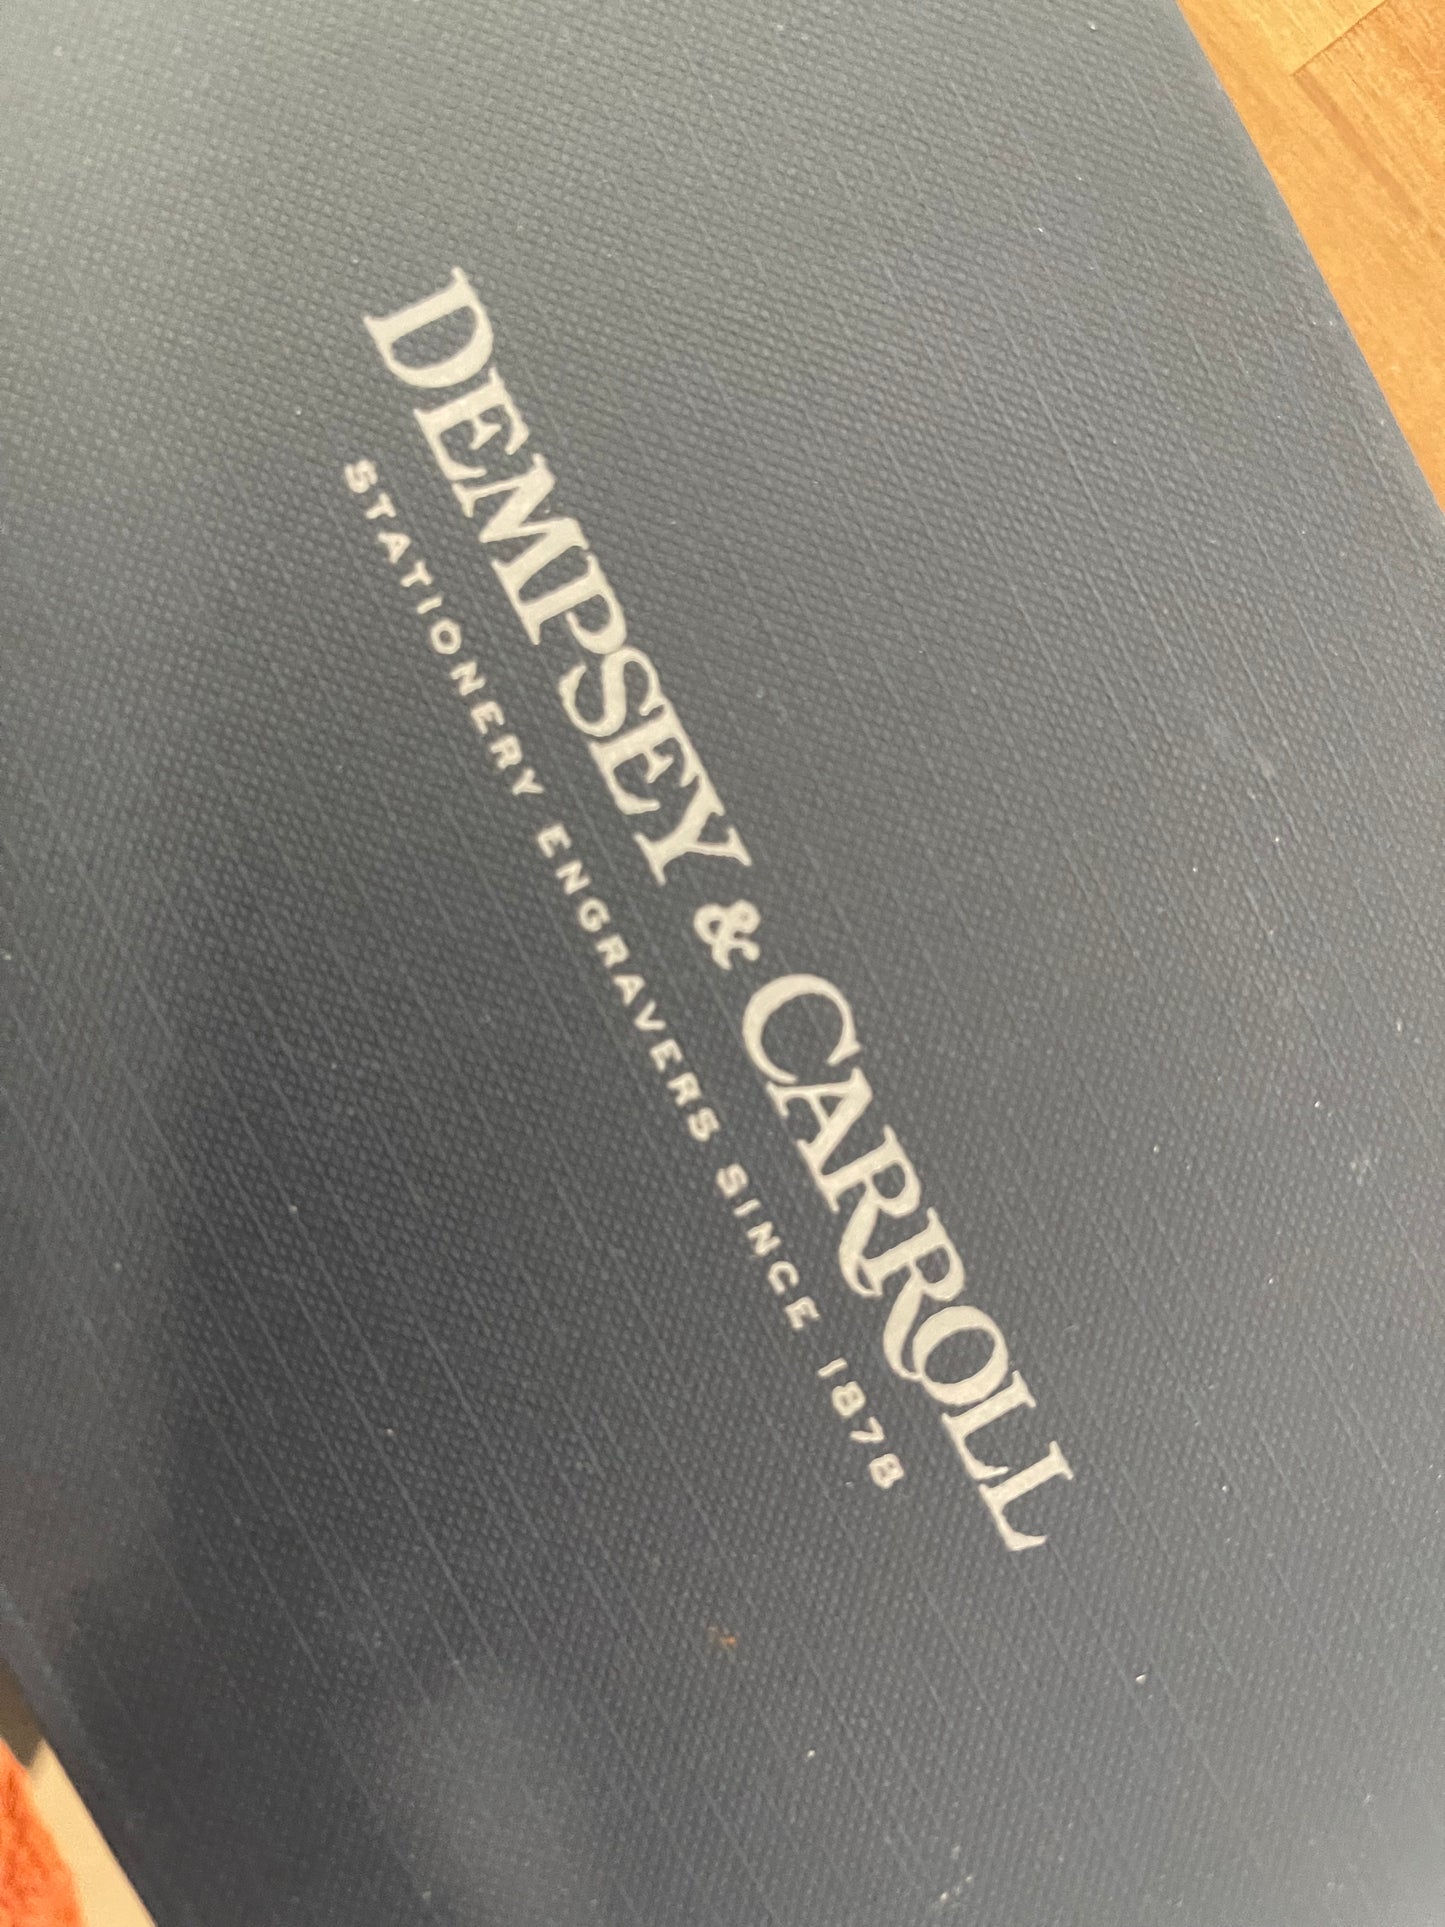 DEMPSEY & CARROLL
STATIONERY ENGRAVERS SINCE 1878